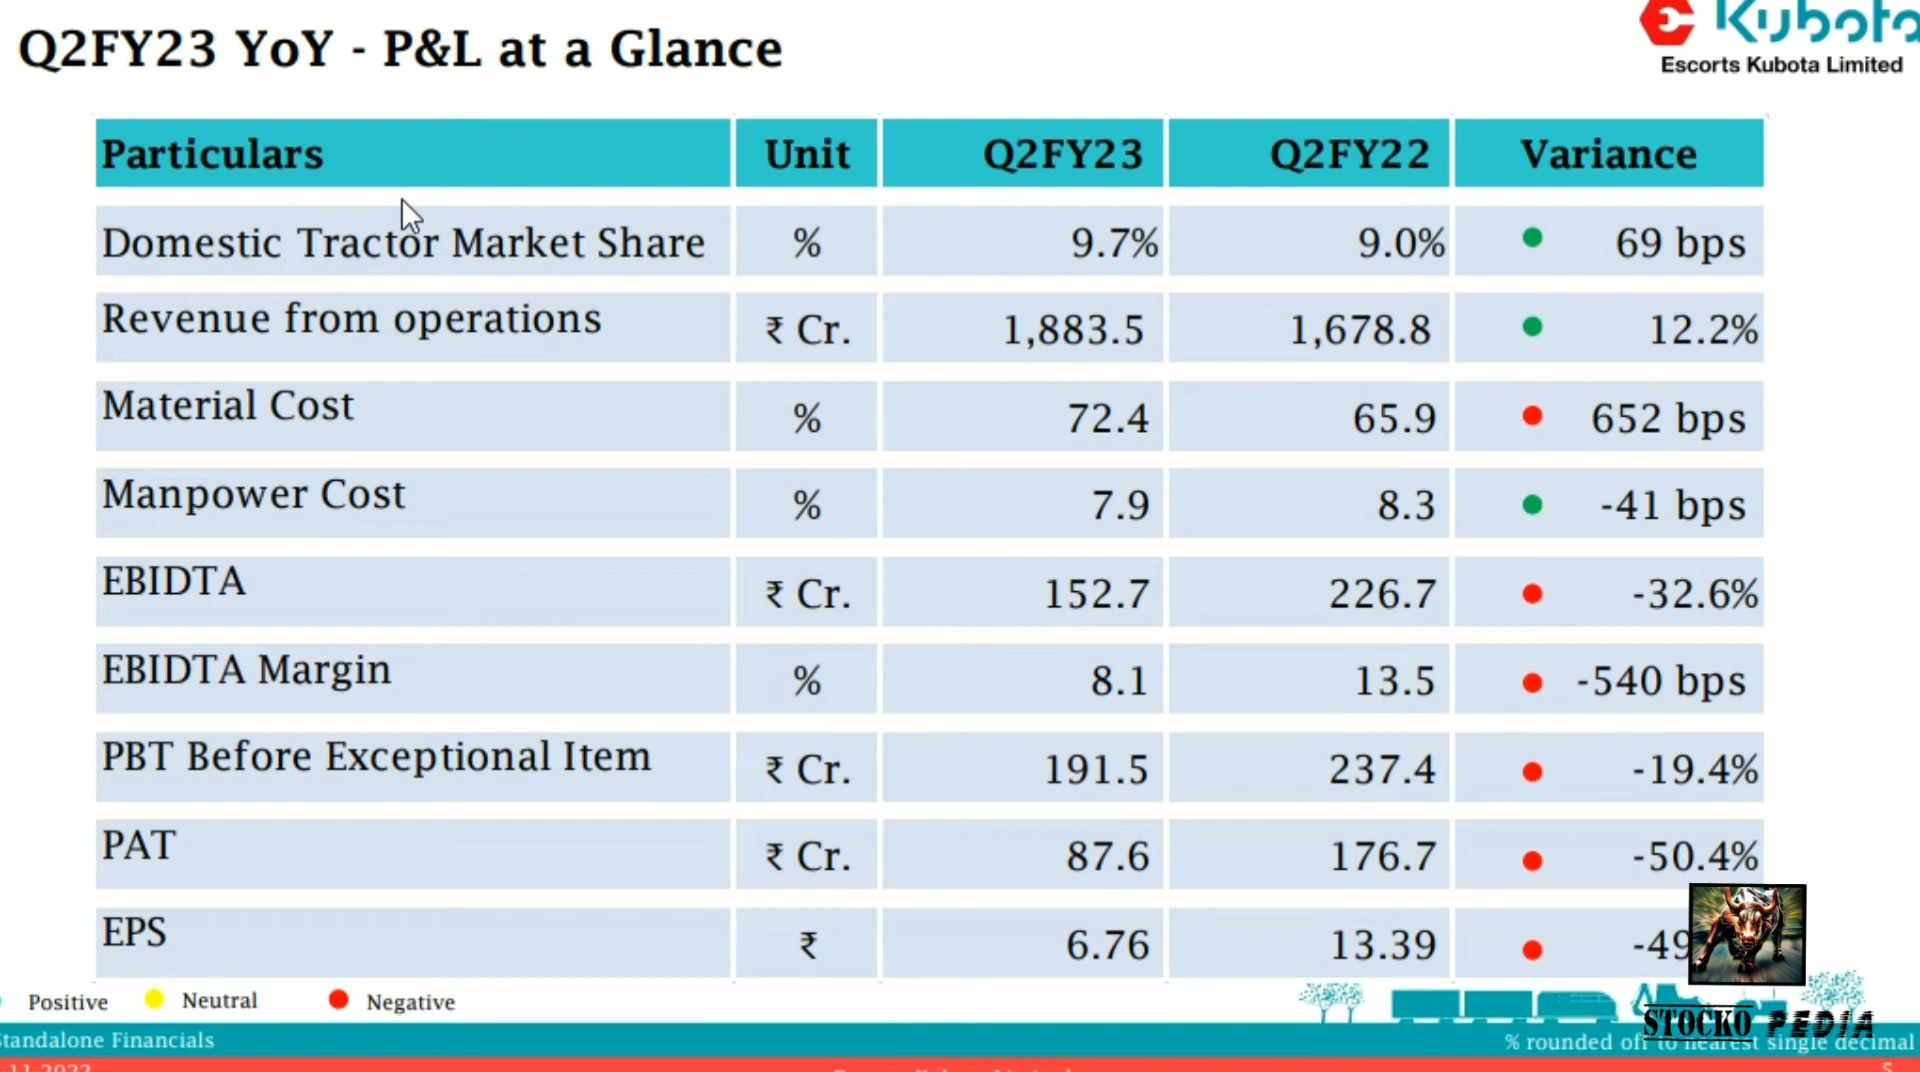 Q2FY23 YoY - P&L at a Glance
Kubota
Escorts Kubota Limited
Particulars Unit Q2FY23 Q2FY22 Variance
Domestic Tractor Market Share % 9.7% 9.0% 69 bps
Revenue from operations ₹ Cr. 1,883.5 1,678.8 12.2%
Material Cost % 72.4 65.9 652 bps
Manpower Cost % 7.9 8.3 -41 bps
EBIDTA ₹ Cr. 152.7 226.7 -32.6%
EBIDTA Margin % 8.1 13.5 -540 bps
PBT Before Exceptional Item ₹ Cr. 191.5 237.4 -19.4%
PAT ₹ Cr. 87.6 176.7 -50.4%
EPS ₹ 6.76 13.39 -49
Positive Neutral Negative
STOCKO PEDIA
Standalone Financials % rounded off to nearest single decimal